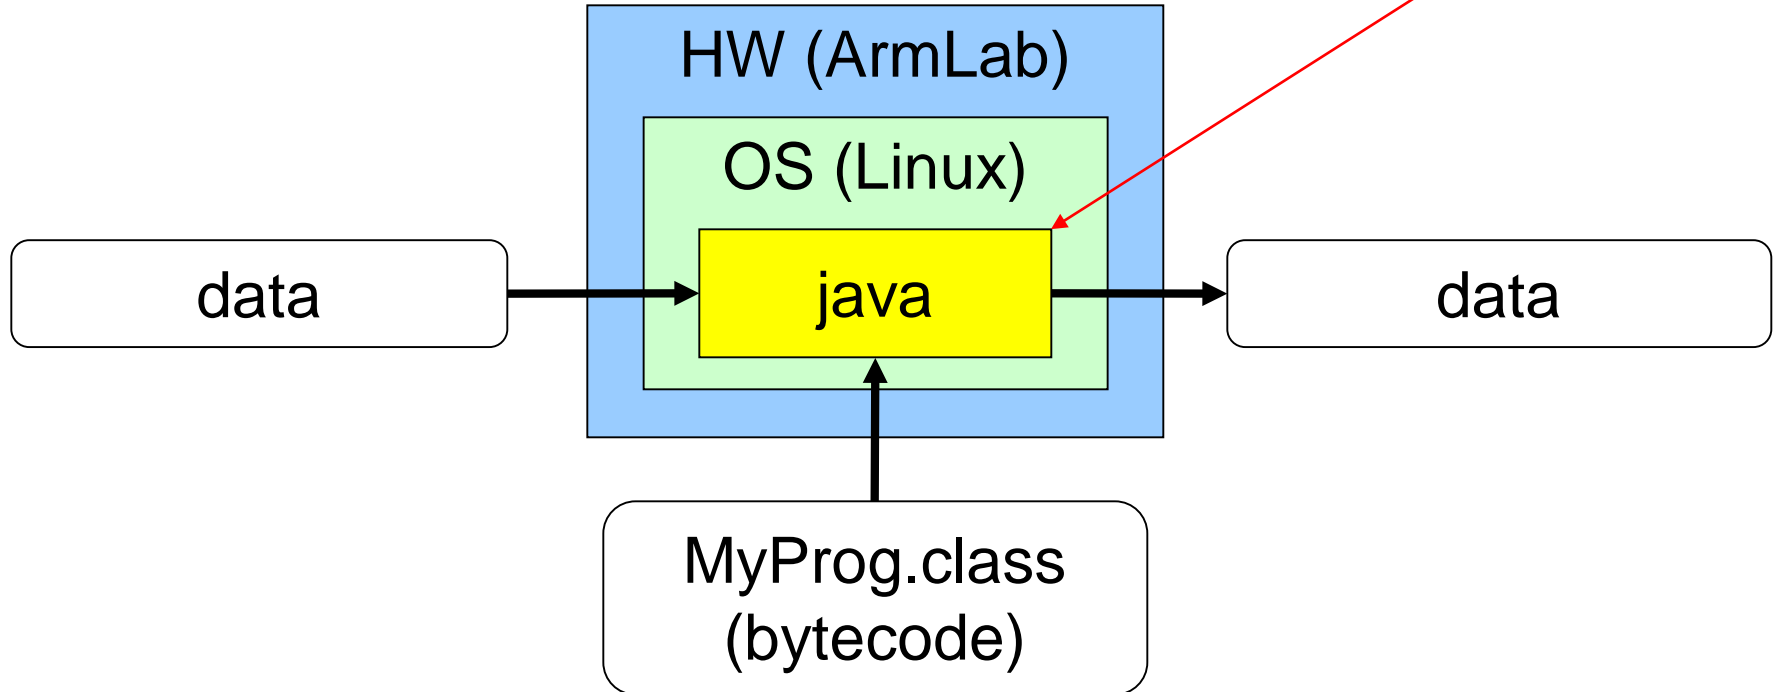 HW (ArmLab)
OS (Linux)
data
java
data
MyProg.class
(bytecode)